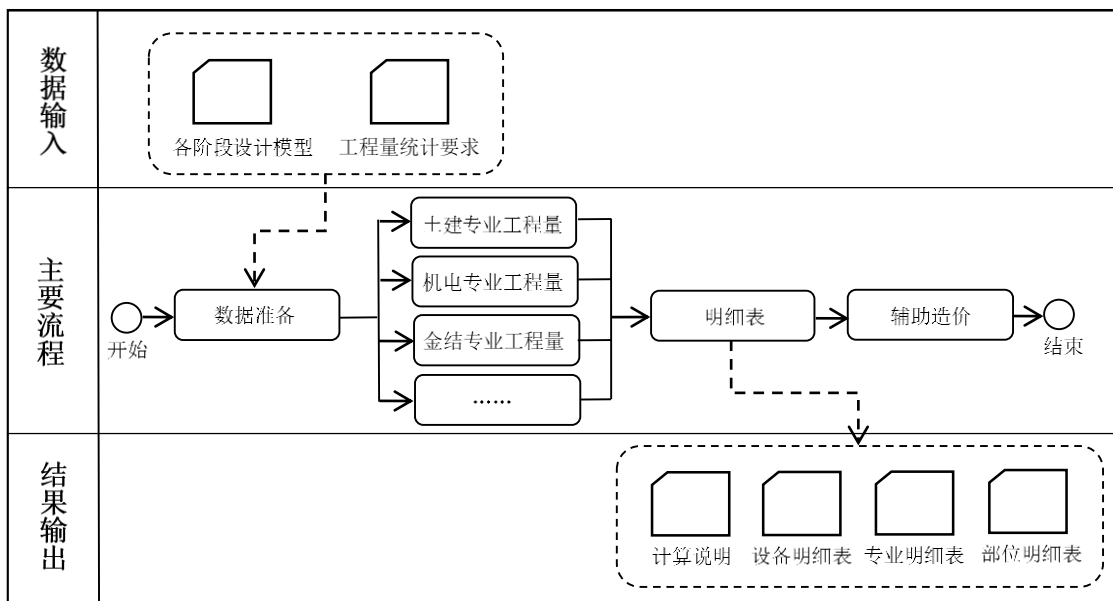 数据输入
各阶段设计模型
工程量统计要求
主要流程
开始
数据准备
土建专业工程量
机电专业工程量
金结专业工程量
……
明细表
辅助造价
结束
结果输出
计算说明
设备明细表
专业明细表
部位明细表